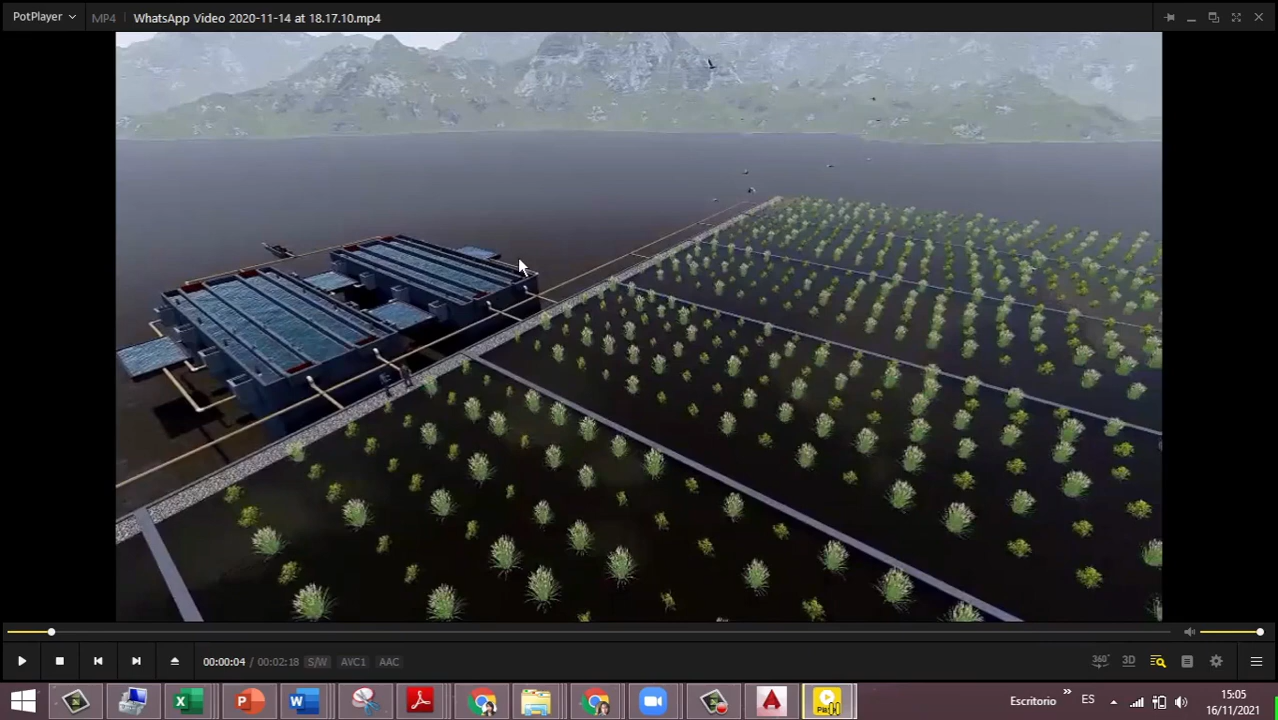 PotPlayer MP4 WhatsApp Video 2020-11-14 at 18.17.10.mp4
00:00:04 / 00:02:18 S/W AVC1 AAC 360° 3D
Escritorio » ES 15:05
16/11/2021